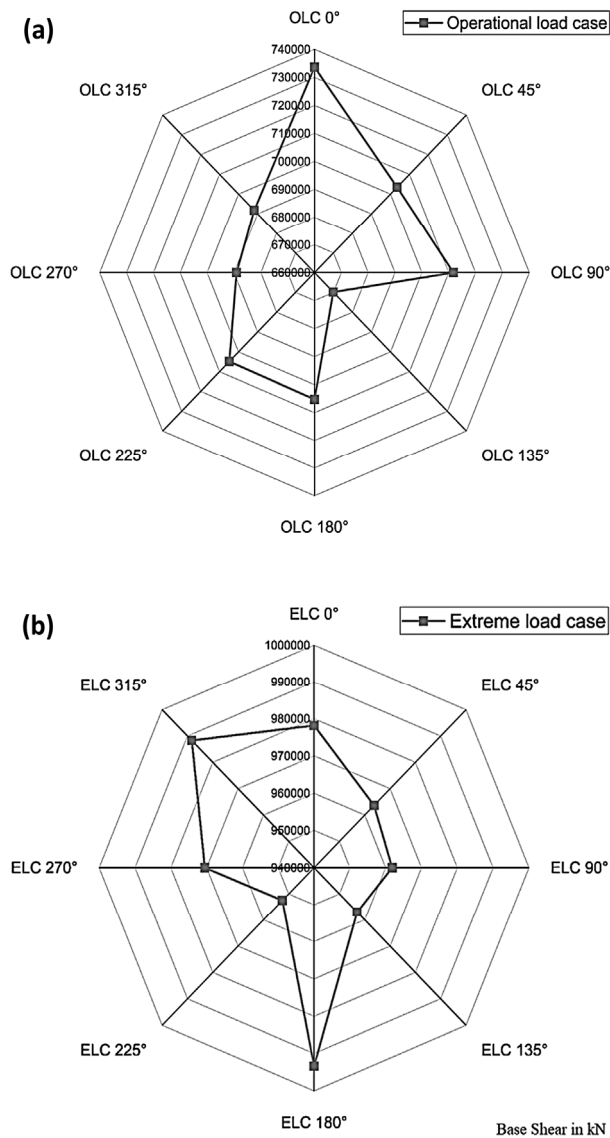 (a)
OLC 0°
Operational load case
740000
730000
720000
710000
700000
690000
680000
670000
660000
OLC 315°
OLC 45°
OLC 270°
OLC 90°
OLC 225°
OLC 135°
OLC 180°
(b)
ELC 0°
Extreme load case
1000000
990000
980000
970000
960000
950000
940000
ELC 315°
ELC 45°
ELC 270°
ELC 90°
ELC 225°
ELC 135°
ELC 180°
Base Shear in kN